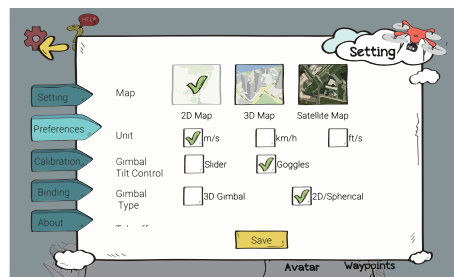 HELP
Setting
Setting
Preferences
Calibration
Binding
About
Map
2D Map 3D Map Satellite Map
Unit m/s km/h ft/s
Gimbal Tilt Control Slider Goggles
Gimbal Type 3D Gimbal 2D/Spherical
Save
Avatar Waypoints